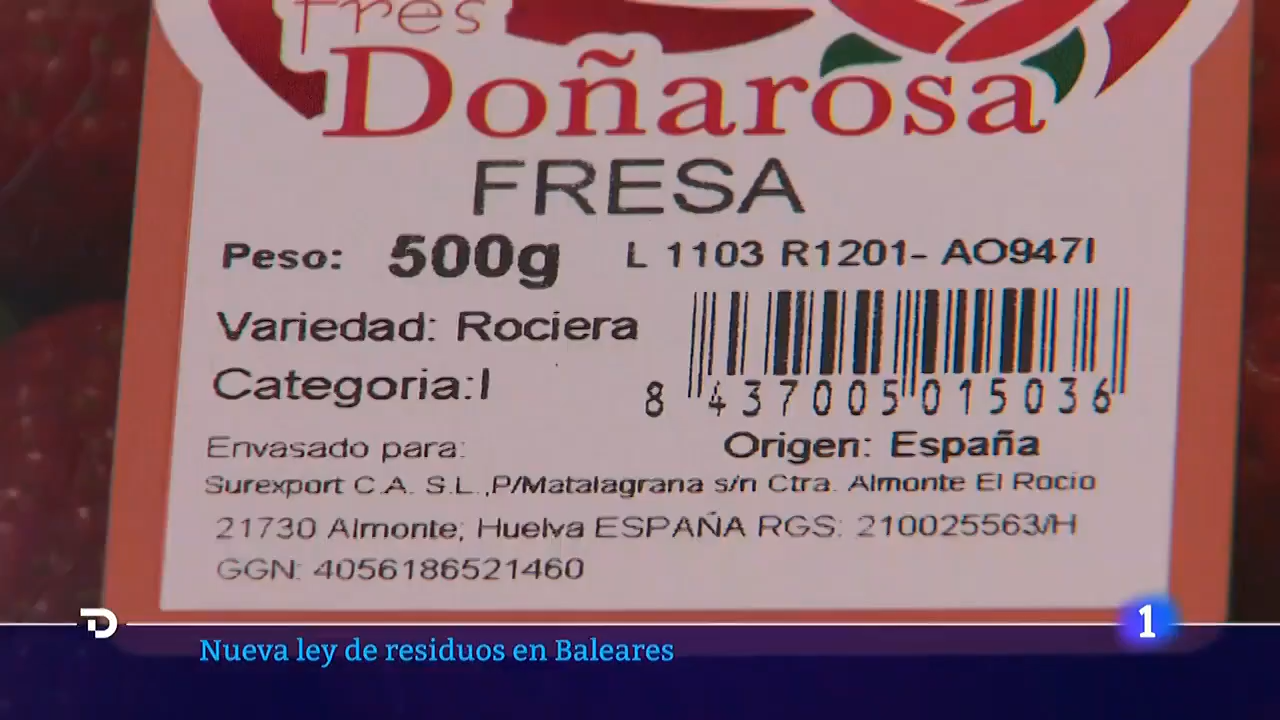 fres
Doñarosa
FRESA
Peso: 500g L 1103 R1201- AO947I
Variedad: Rociera
Categoria:I
8 437005 015036
Envasado para: Origen: España
Surexport C.A. S.L.,P/Matalagrana s/n Ctra. Almonte El Rocio
21730 Almonte; Huelva ESPAÑA RGS: 210025563/H
GGN: 4056186521460
1
Nueva ley de residuos en Baleares